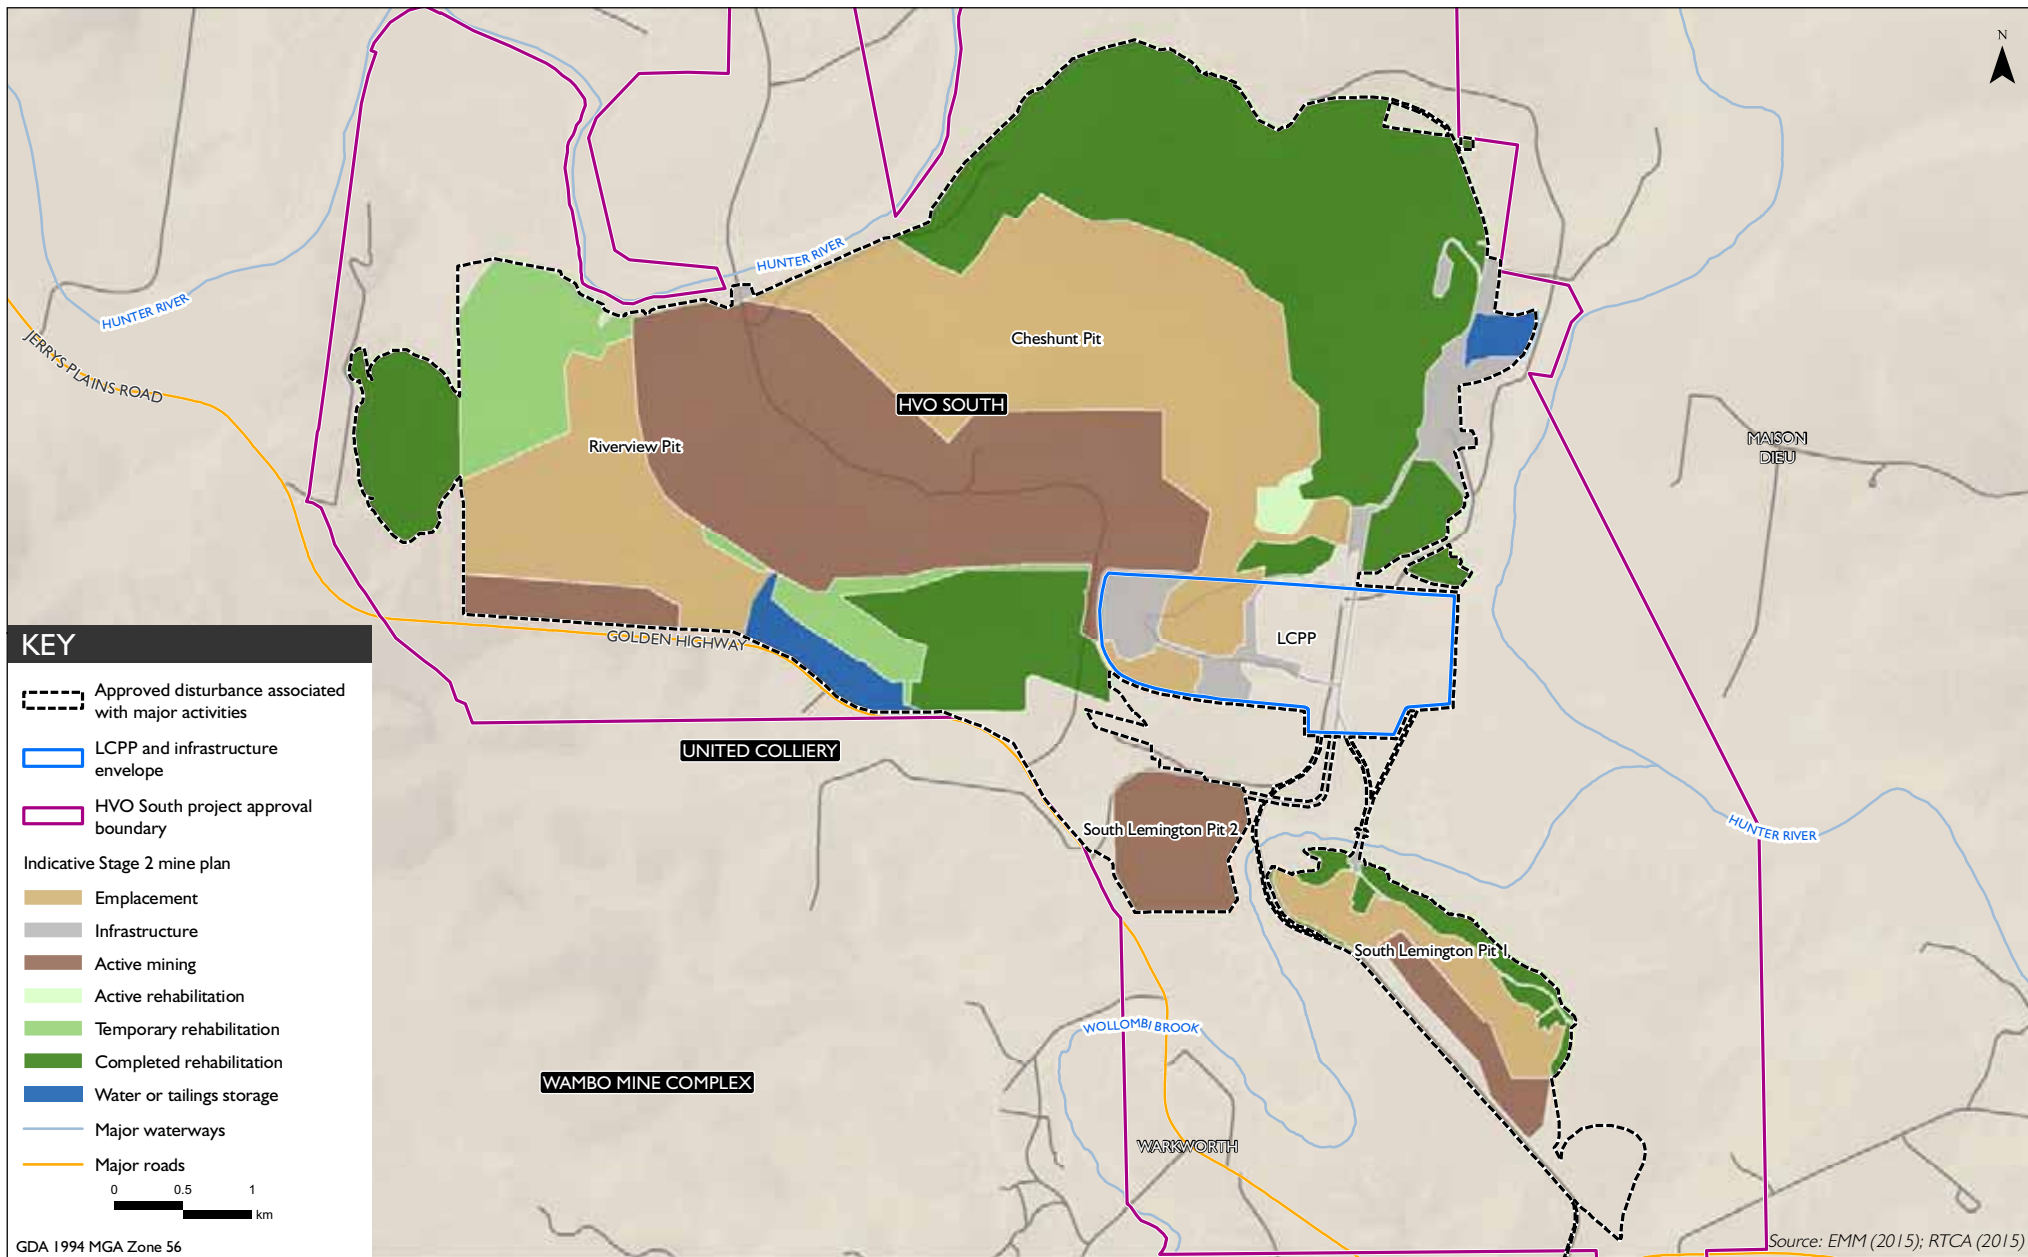 N
HUNTER RIVER
HUNTER RIVER
JERRYS PLAINS ROAD
Cheshunt Pit
HVO SOUTH
Riverview Pit
MAISON
DIEU
GOLDEN HIGHWAY
LCPP
UNITED COLLIERY
South Lemington Pit 2
HUNTER RIVER
South Lemington Pit 1
WOLLOMBI BROOK
WAMBO MINE COMPLEX
WARKWORTH
KEY
Approved disturbance associated
with major activities
LCPP and infrastructure
envelope
HVO South project approval
boundary
Indicative Stage 2 mine plan
Emplacement
Infrastructure
Active mining
Active rehabilitation
Temporary rehabilitation
Completed rehabilitation
Water or tailings storage
Major waterways
Major roads
0 0.5 1
km
GDA 1994 MGA Zone 56
Source: EMM (2015); RTCA (2015)